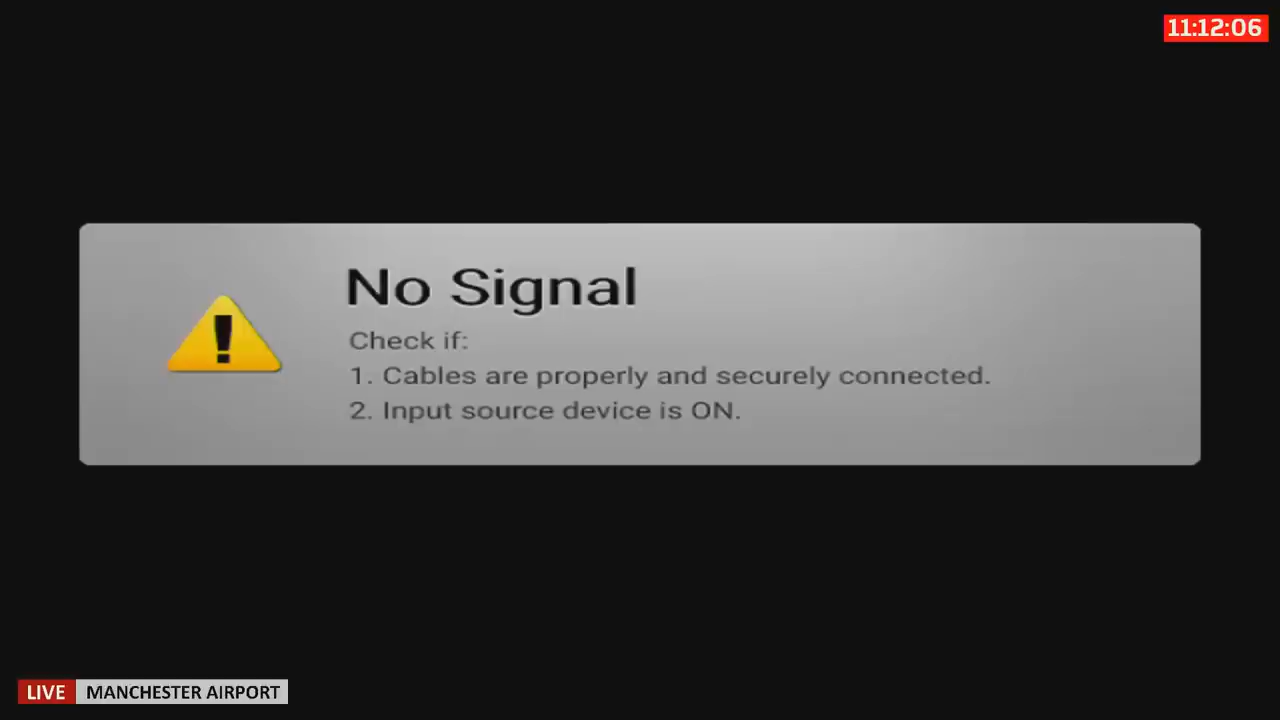 11:12:06
No Signal
Check if:
1. Cables are properly and securely connected.
2. Input source device is ON.
LIVE MANCHESTER AIRPORT